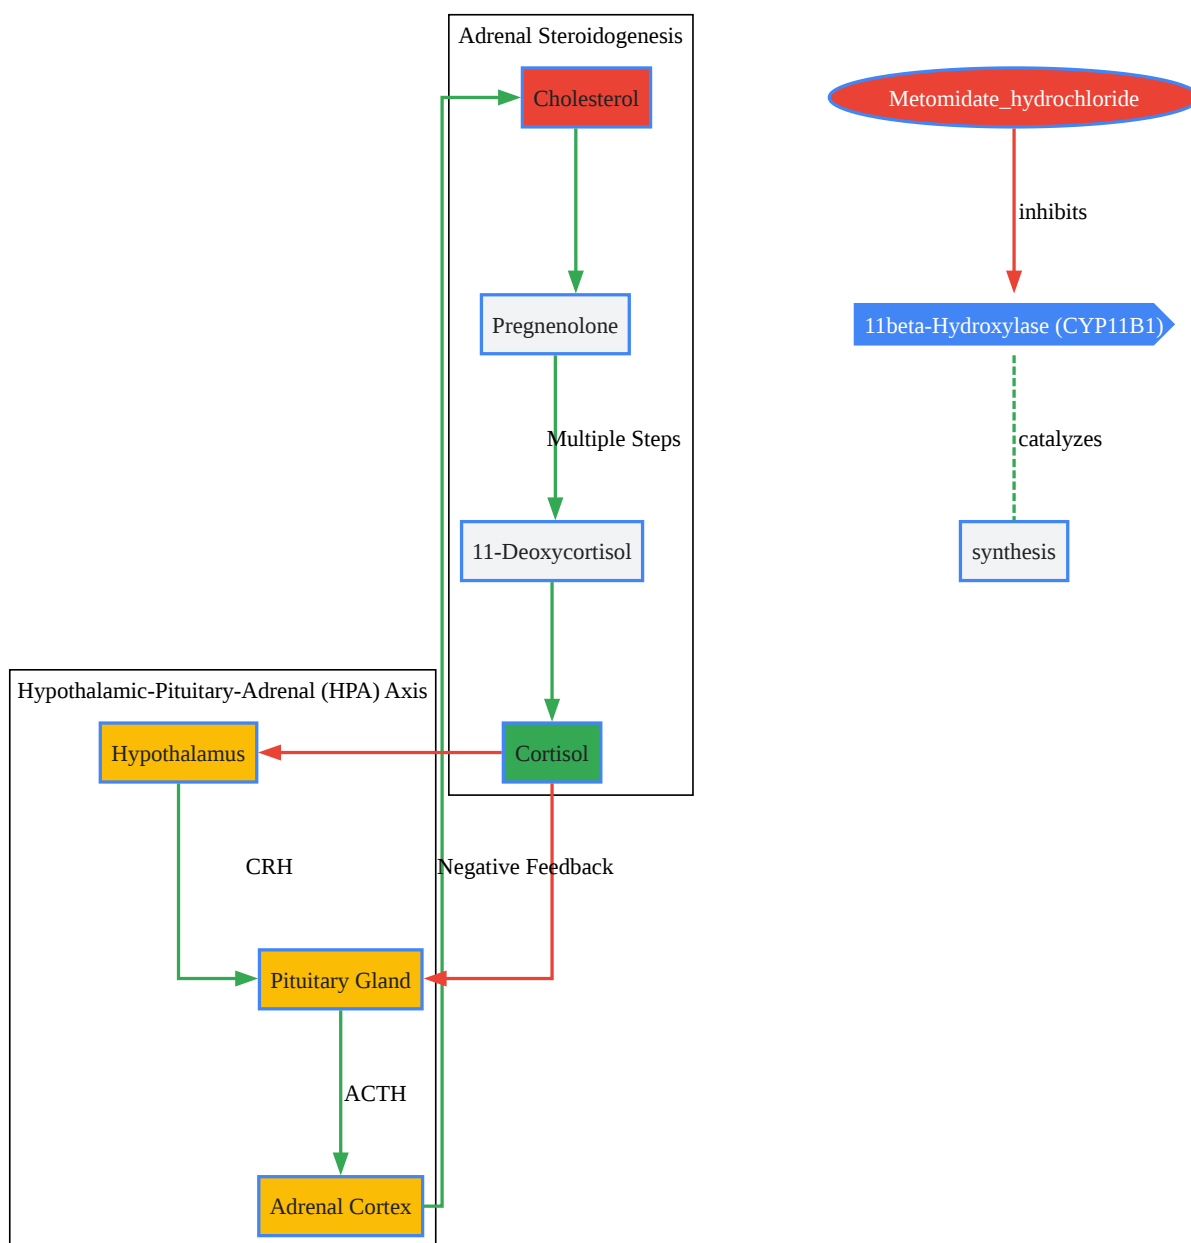 Adrenal Steroidogenesis
Cholesterol
Metomidate_hydrochloride
inhibits
Pregnenolone
11beta-Hydroxylase (CYP11B1)
Multiple Steps
catalyzes
11-Deoxycortisol
synthesis
Hypothalamic-Pituitary-Adrenal (HPA) Axis
Hypothalamus
Cortisol
CRH
Negative Feedback
Pituitary Gland
ACTH
Adrenal Cortex